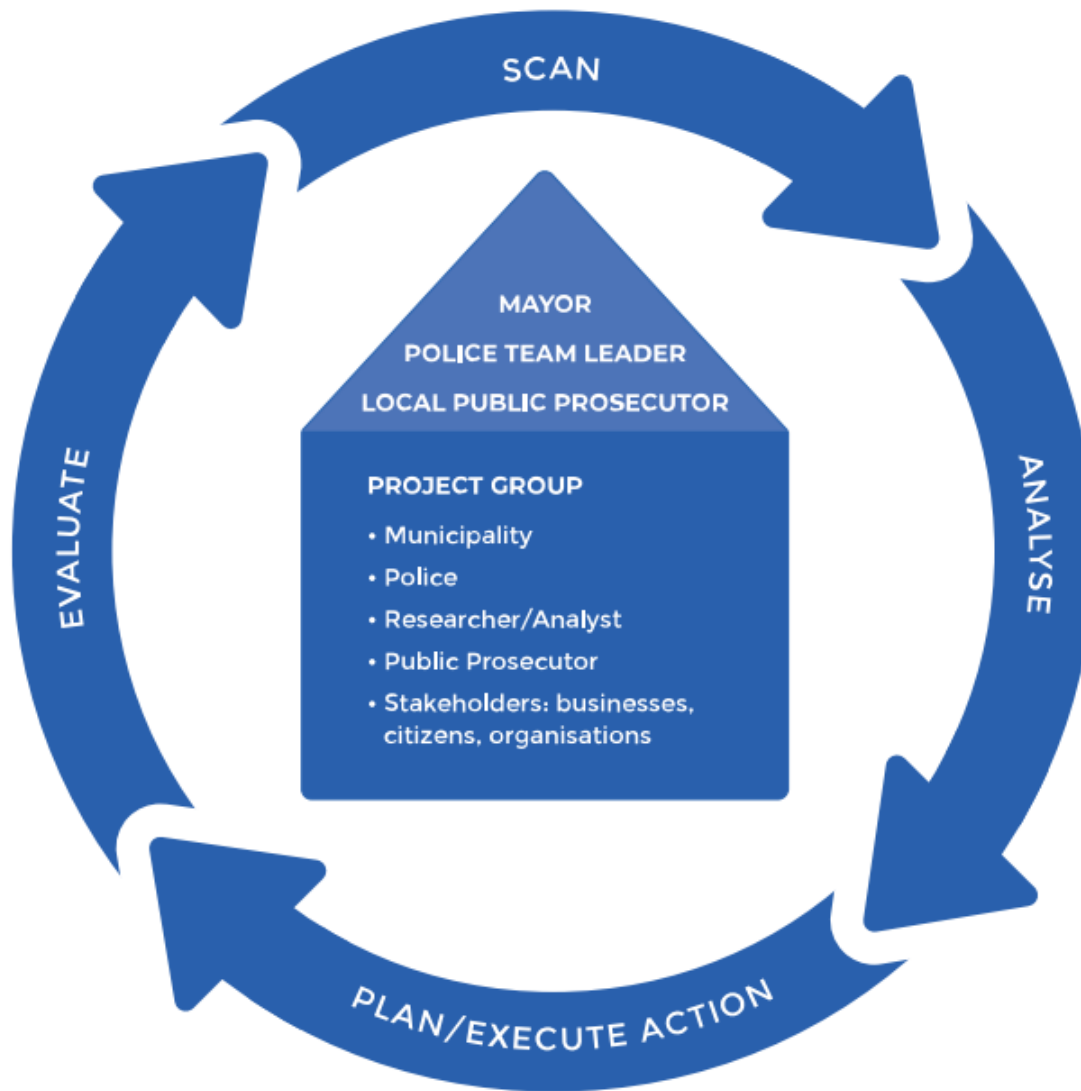 SCAN
MAYOR
POLICE TEAM LEADER
LOCAL PUBLIC PROSECUTOR
PROJECT GROUP
• Municipality
• Police
• Researcher/Analyst
• Public Prosecutor
• Stakeholders: businesses,
citizens, organisations
ANALYSE
PLAN/EXECUTE ACTION
EVALUATE